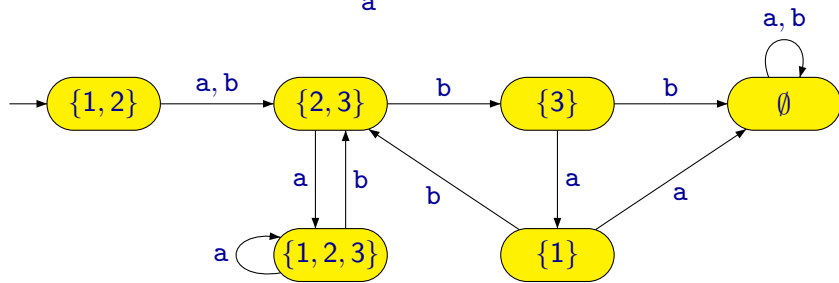 a
a, b
{1, 2} a, b {2, 3} b {3} b ∅
a b a
b a
a {1, 2, 3} {1}